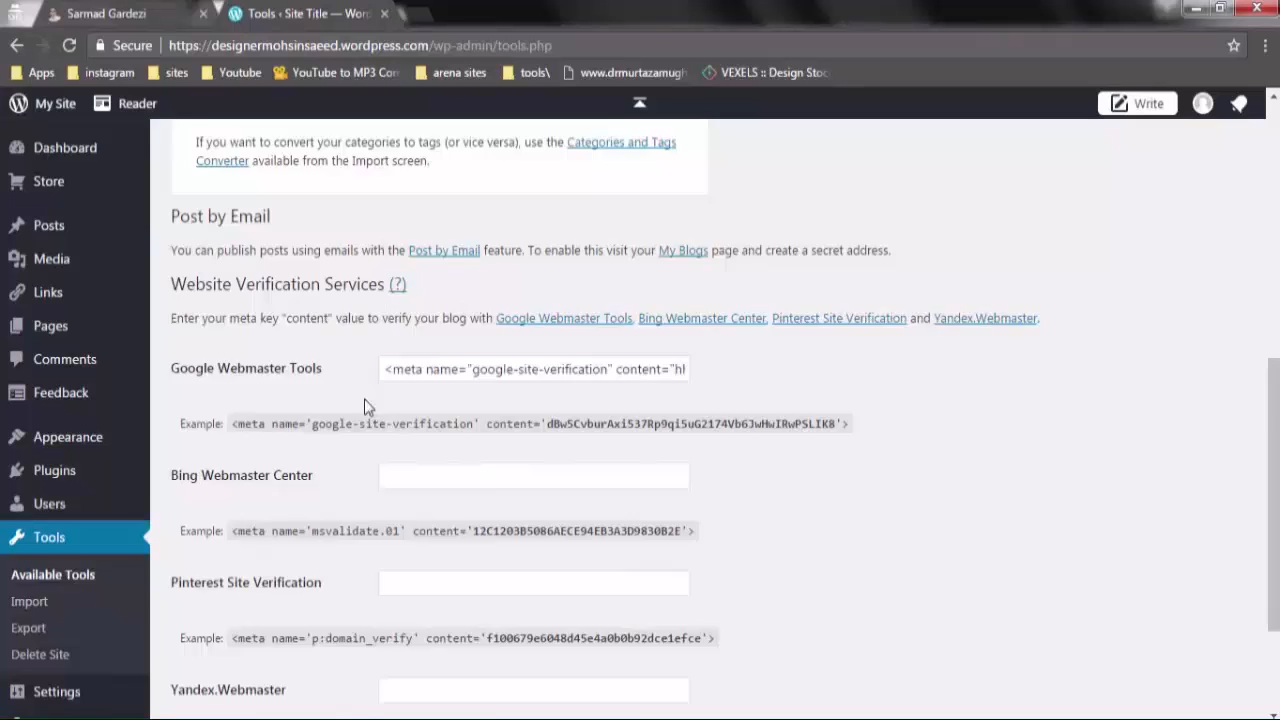 Sarmad Gardezi
Tools ‹ Site Title — Wor
Secure
https://designermohsinsaeed.wordpress.com/wp-admin/tools.php
Apps
instagram
sites
Youtube
YouTube to MP3 Con
arena sites
tools\
www.drmurtazamugh
VEXELS :: Design Stoc
My Site
Reader
Write
Dashboard
Store
Posts
Media
Links
Pages
Comments
Feedback
Appearance
Plugins
Users
Tools
Available Tools
Import
Export
Delete Site
Settings
If you want to convert your categories to tags (or vice versa), use the Categories and Tags
Converter available from the Import screen.
Post by Email
You can publish posts using emails with the Post by Email feature. To enable this visit your My Blogs page and create a secret address.
Website Verification Services (?)
Enter your meta key "content" value to verify your blog with Google Webmaster Tools, Bing Webmaster Center, Pinterest Site Verification and Yandex.Webmaster.
Google Webmaster Tools
<meta name="google-site-verification" content="hl
Example: <meta name='google-site-verification' content='dBw5CvburAxi537Rp9qi5uG2174Vb6JwHwIRwPSLIK8'>
Bing Webmaster Center
Example: <meta name='msvalidate.01' content='12C1203B5086AECE94EB3A3D9830B2E'>
Pinterest Site Verification
Example: <meta name='p:domain_verify' content='f100679e6048d45e4a0b0b92dce1efce'>
Yandex.Webmaster